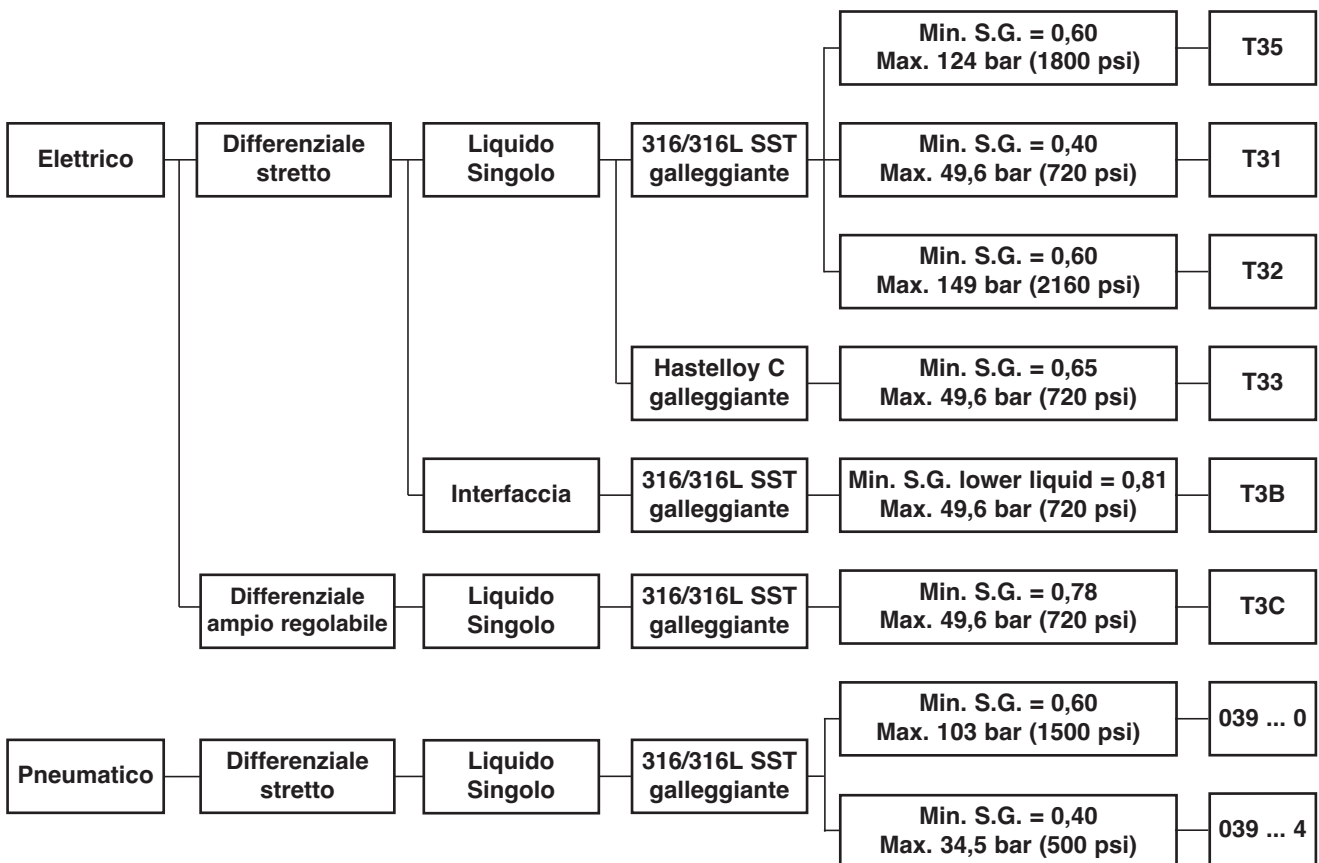 Min. S.G. = 0,60
Max. 124 bar (1800 psi)
T35
Elettrico
Differenziale
stretto
Liquido
Singolo
316/316L SST
galleggiante
Min. S.G. = 0,40
Max. 49,6 bar (720 psi)
T31
Min. S.G. = 0,60
Max. 149 bar (2160 psi)
T32
Hastelloy C
galleggiante
Min. S.G. = 0,65
Max. 49,6 bar (720 psi)
T33
Interfaccia
316/316L SST
galleggiante
Min. S.G. lower liquid = 0,81
Max. 49,6 bar (720 psi)
T3B
Differenziale
ampio regolabile
Liquido
Singolo
316/316L SST
galleggiante
Min. S.G. = 0,78
Max. 49,6 bar (720 psi)
T3C
Min. S.G. = 0,60
Max. 103 bar (1500 psi)
039 ... 0
Pneumatico
Differenziale
stretto
Liquido
Singolo
316/316L SST
galleggiante
Min. S.G. = 0,40
Max. 34,5 bar (500 psi)
039 ... 4